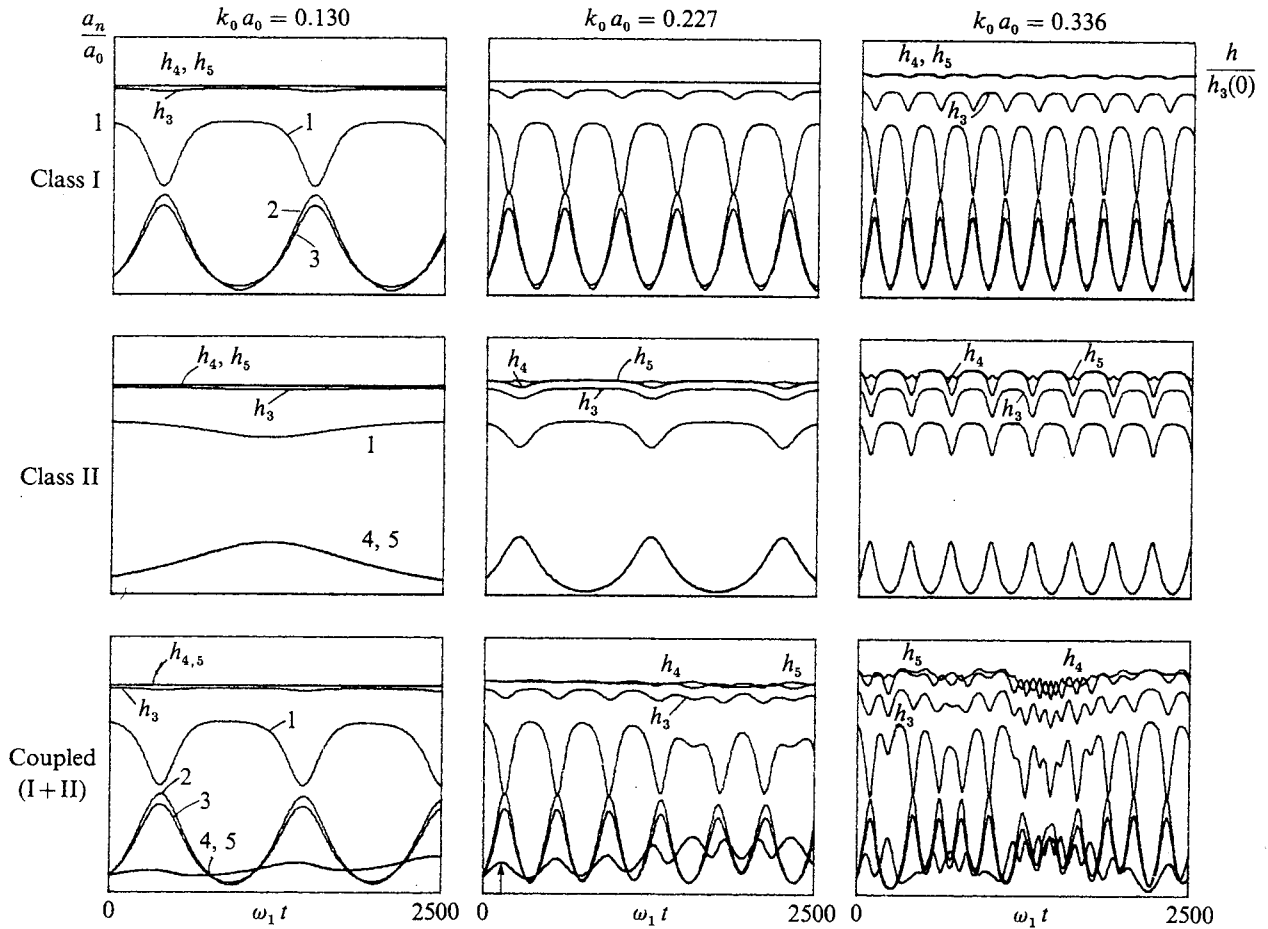 a_n/a_0
k_0 a_0 = 0.130
k_0 a_0 = 0.227
k_0 a_0 = 0.336
h/h_3(0)
h_4, h_5
h_3
1
1
2
3
Class I
h_4, h_5
h_3
h_4, h_5
h_3
1
4, 5
Class II
h_4
h_5
h_3
h_4
h_5
h_3
h_{4,5}
h_3
1
2
3
4, 5
Coupled
(I+II)
h_4
h_5
h_3
h_5
h_4
h_3
0
ω_1 t
2500
0
ω_1 t
2500
0
ω_1 t
2500